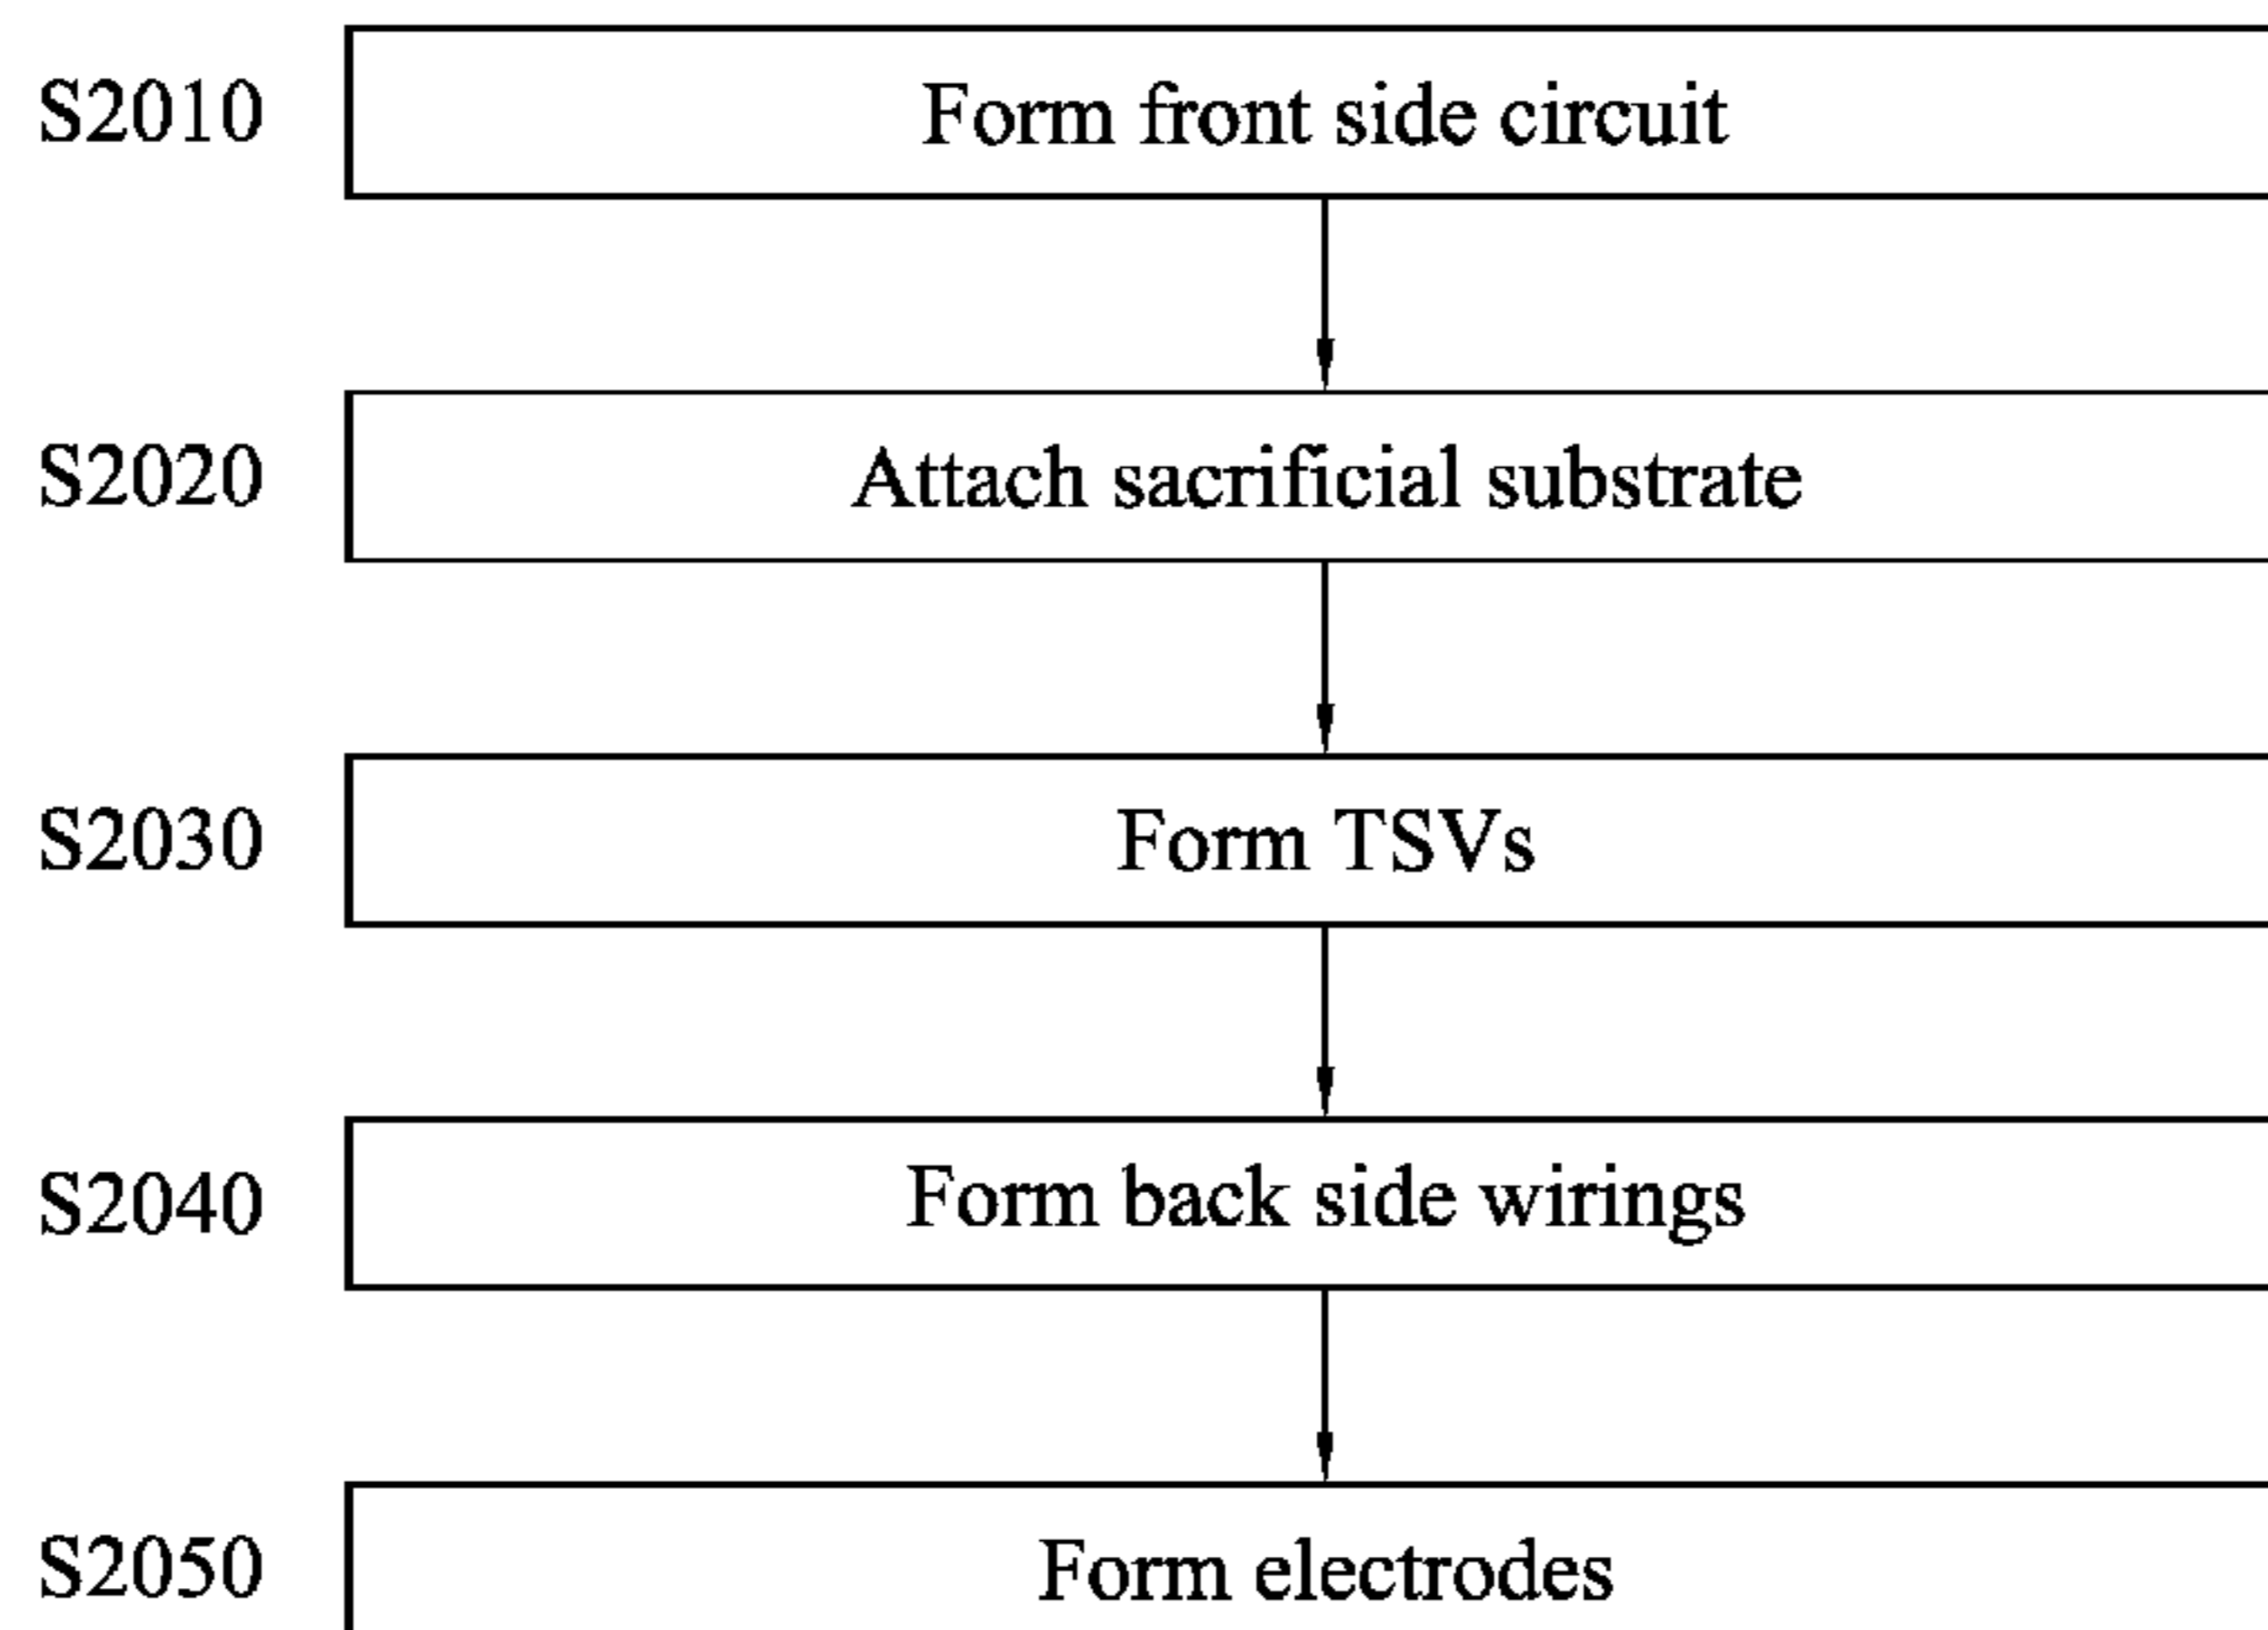 S2010 Form front side circuit
S2020 Attach sacrificial substrate
S2030 Form TSVs
S2040 Form back side wirings
S2050 Form electrodes